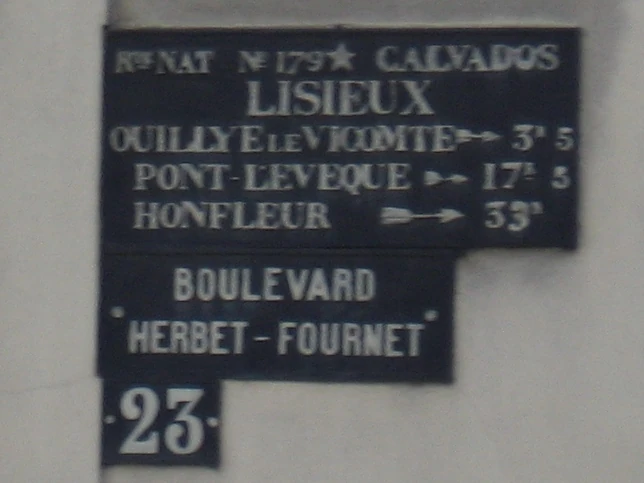 Rte NAT No 179 ★ CALVADOS
LISIEUX
OUILLYE LE VICOMTE 3k 5
PONT-L'EVEQUE 17k 5
HONFLEUR 33k
BOULEVARD
HERBET-FOURNET
23